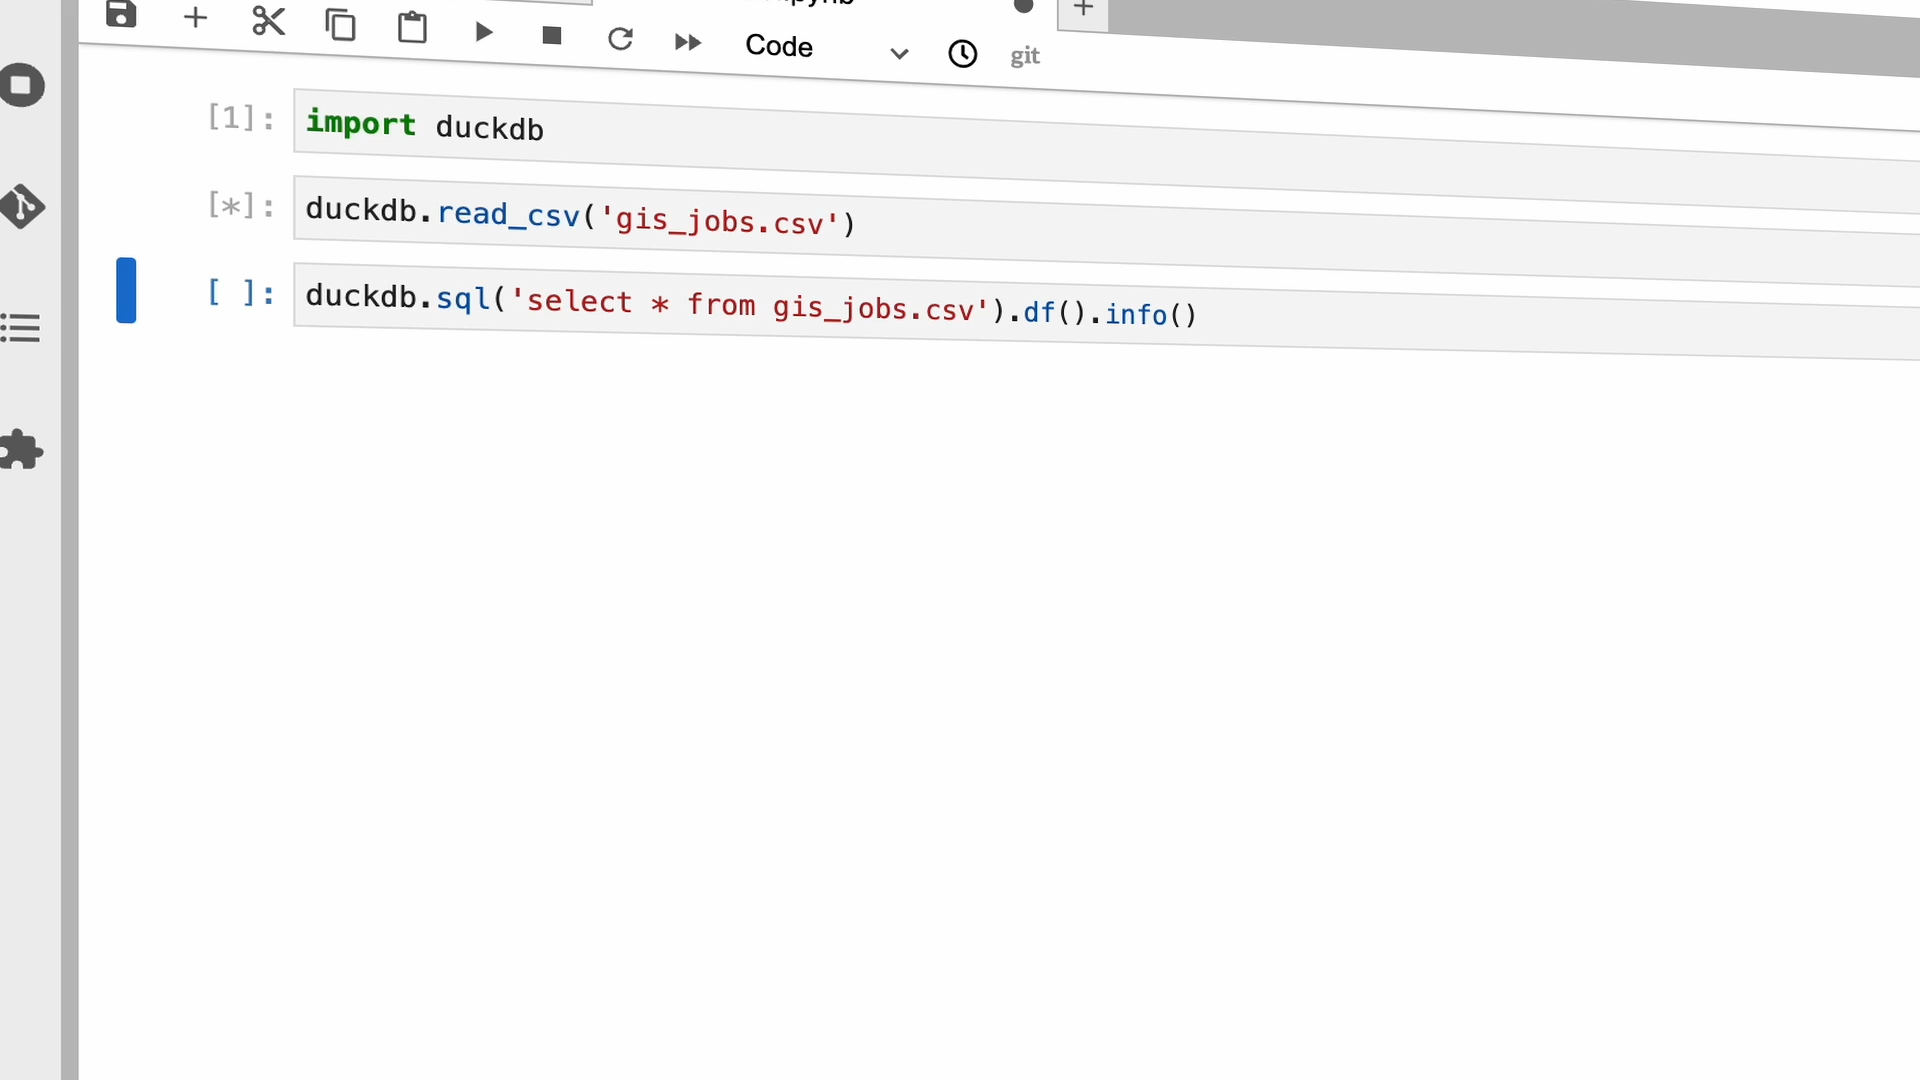 Code git
[1]: import duckdb
[*]: duckdb.read_csv('gis_jobs.csv')
[ ]: duckdb.sql('select * from gis_jobs.csv').df().info()